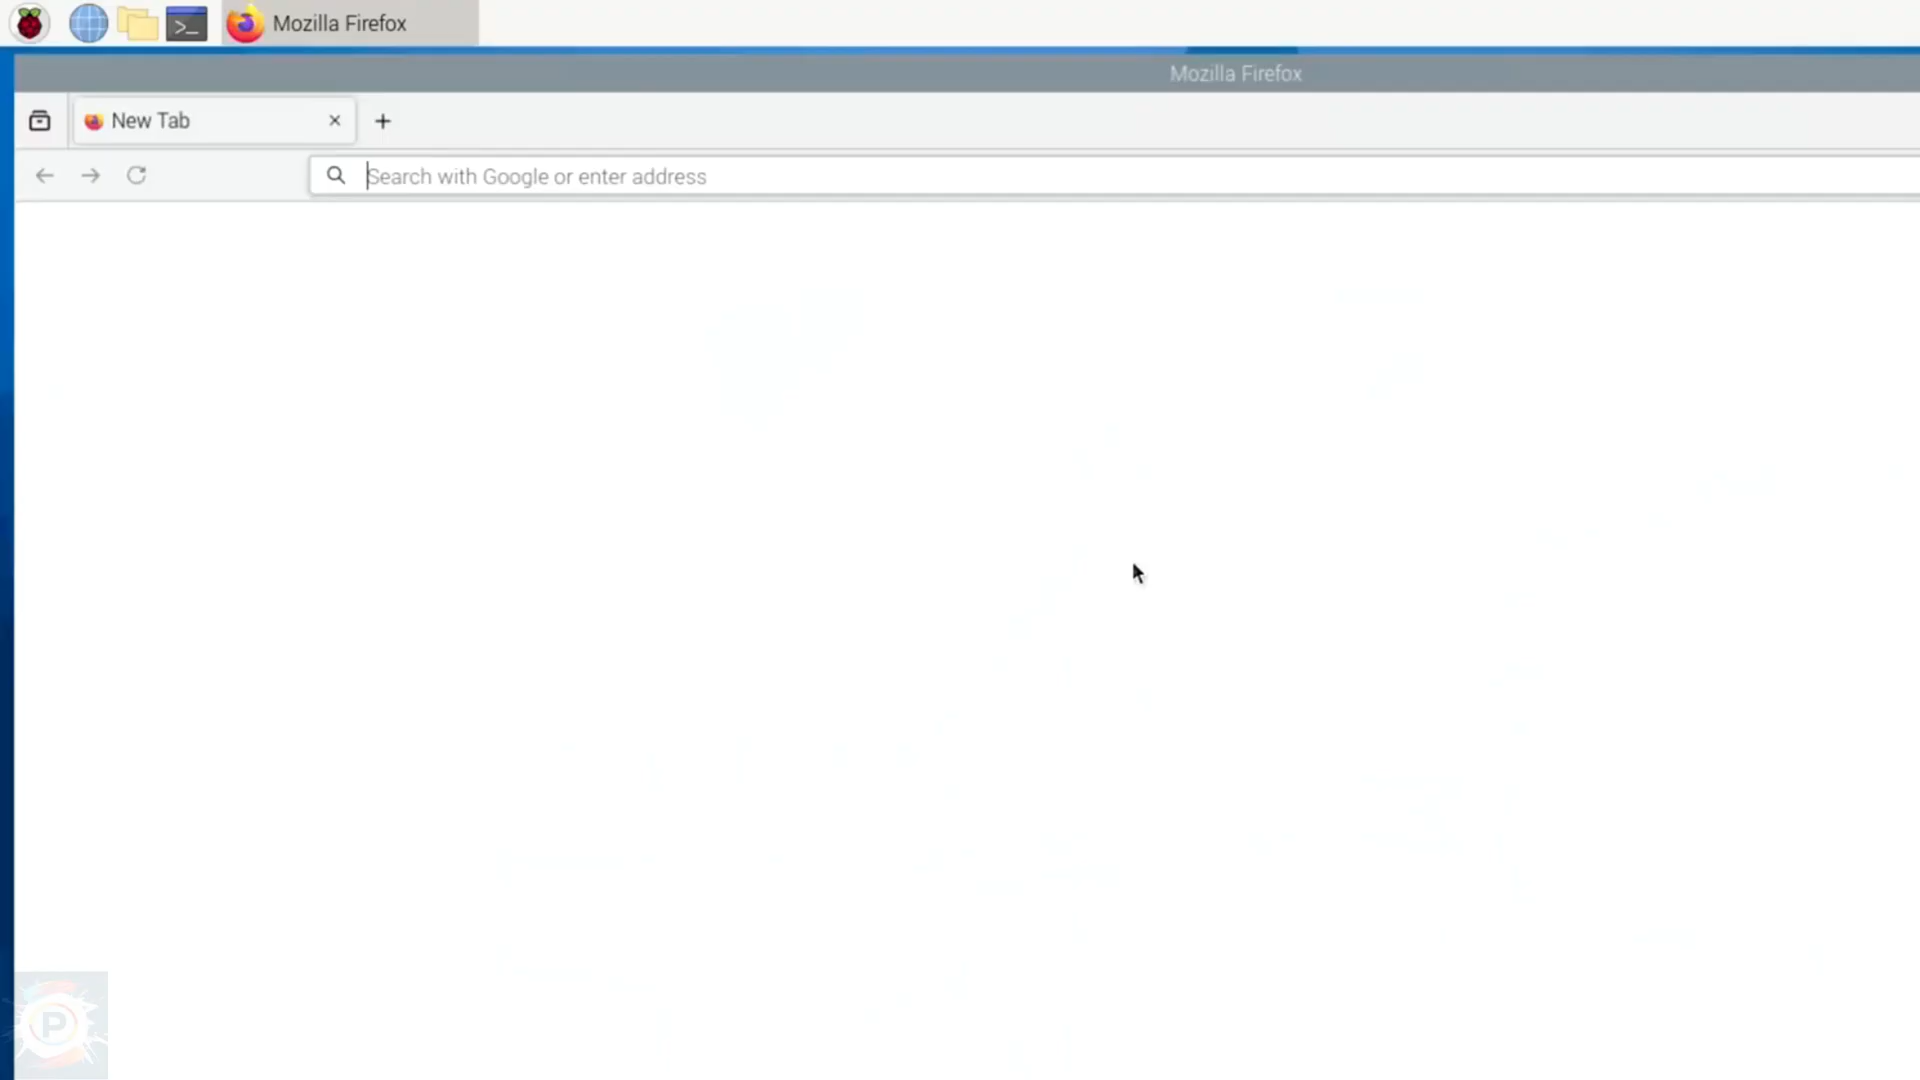 Mozilla Firefox
Mozilla Firefox
New Tab
Search with Google or enter address
P